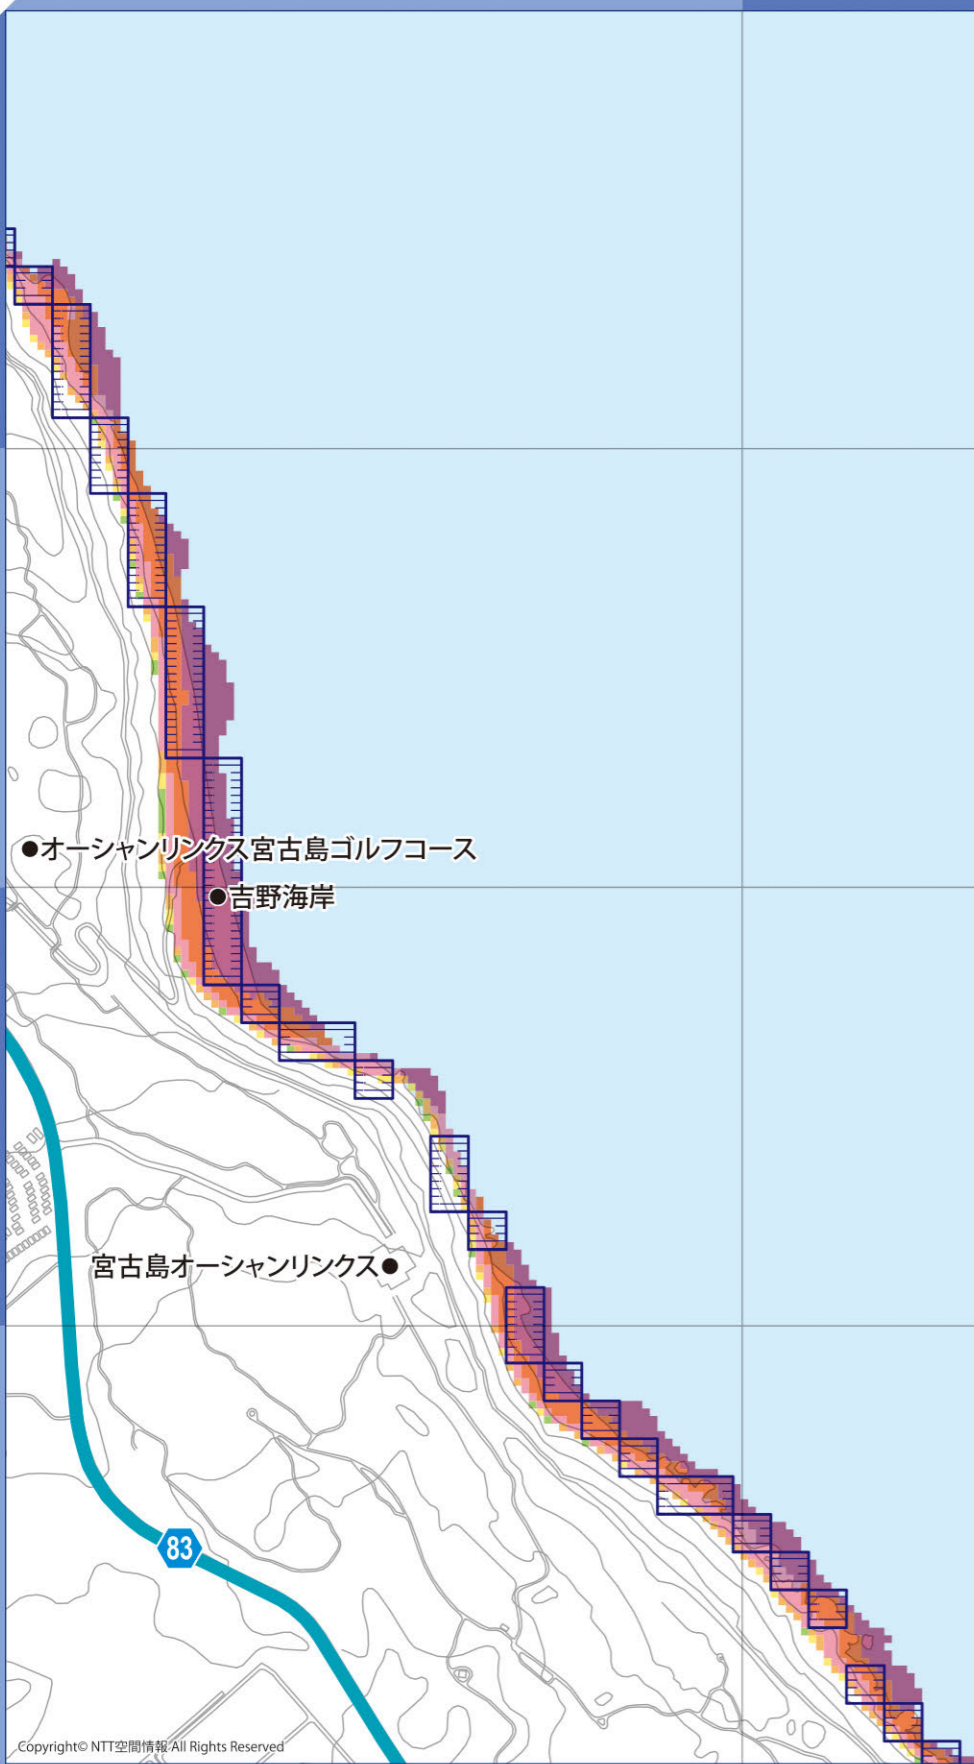 オーシャンリンクス宮古島ゴルフコース
吉野海岸
宮古島オーシャンリンクス
83
Copyright© NTT空間情報 All Rights Reserved